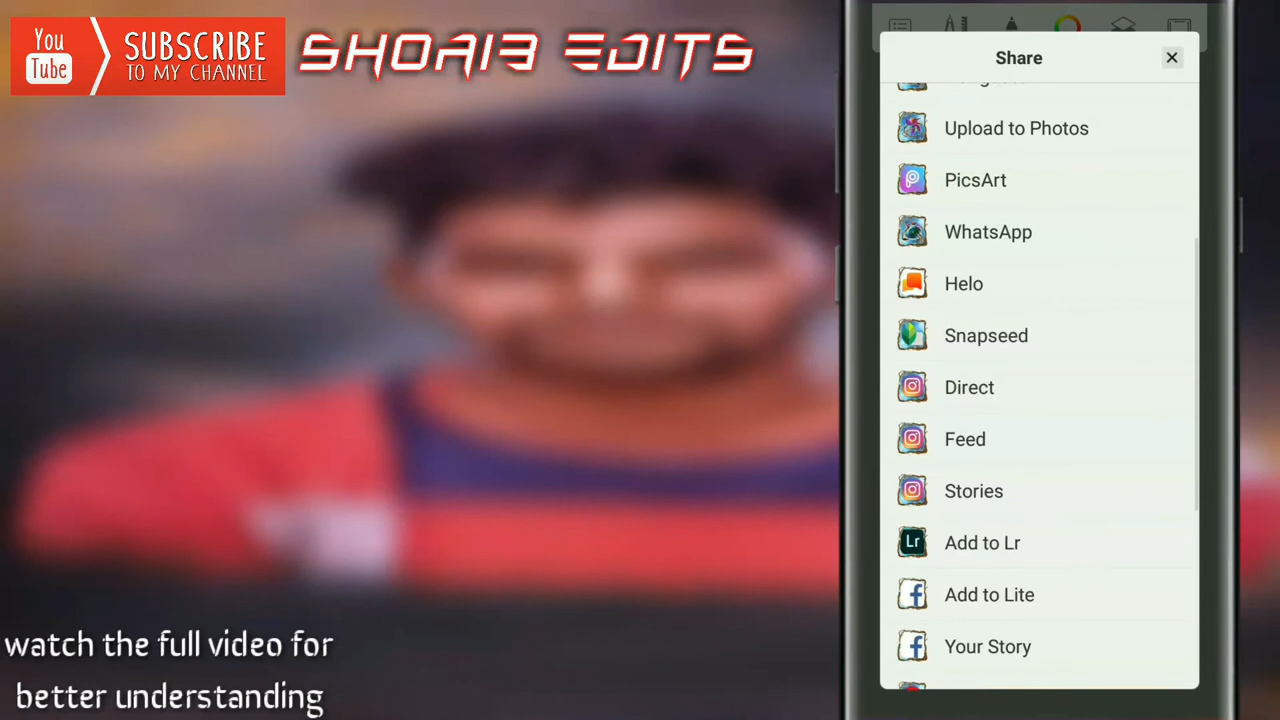 You
Tube
SUBSCRIBE
TO MY CHANNEL
SHOAIB EDITS
Share
Upload to Photos
PicsArt
WhatsApp
Helo
Snapseed
Direct
Feed
Stories
Lr
Add to Lr
Add to Lite
Your Story
watch the full video for
better understanding